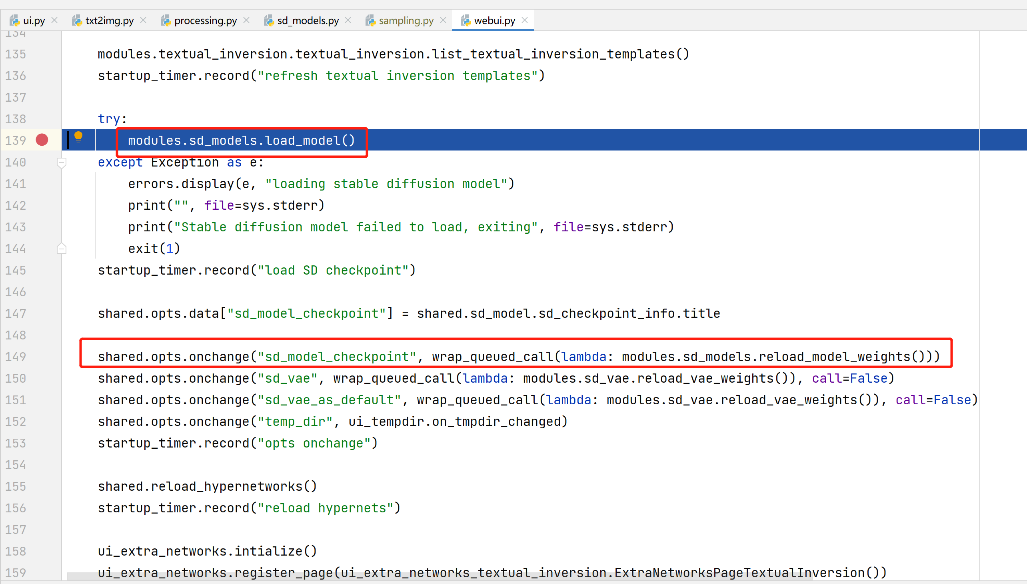 ui.py txt2img.py processing.py sd_models.py sampling.py webui.py
134
135 modules.textual_inversion.textual_inversion.list_textual_inversion_templates()
136 startup_timer.record("refresh textual inversion templates")
137
138 try:
139 modules.sd_models.load_model()
140 except Exception as e:
141 errors.display(e, "loading stable diffusion model")
142 print("", file=sys.stderr)
143 print("Stable diffusion model failed to load, exiting", file=sys.stderr)
144 exit(1)
145 startup_timer.record("load SD checkpoint")
146
147 shared.opts.data["sd_model_checkpoint"] = shared.sd_model.sd_checkpoint_info.title
148
149 shared.opts.onchange("sd_model_checkpoint", wrap_queued_call(lambda: modules.sd_models.reload_model_weights()))
150 shared.opts.onchange("sd_vae", wrap_queued_call(lambda: modules.sd_vae.reload_vae_weights()), call=False)
151 shared.opts.onchange("sd_vae_as_default", wrap_queued_call(lambda: modules.sd_vae.reload_vae_weights()), call=False)
152 shared.opts.onchange("temp_dir", ui_tempdir.on_tmpdir_changed)
153 startup_timer.record("opts onchange")
154
155 shared.reload_hypernetworks()
156 startup_timer.record("reload hypernets")
157
158 ui_extra_networks.intialize()
159 ui_extra_networks.register_page(ui_extra_networks_textual_inversion.ExtraNetworksPageTextualInversion())